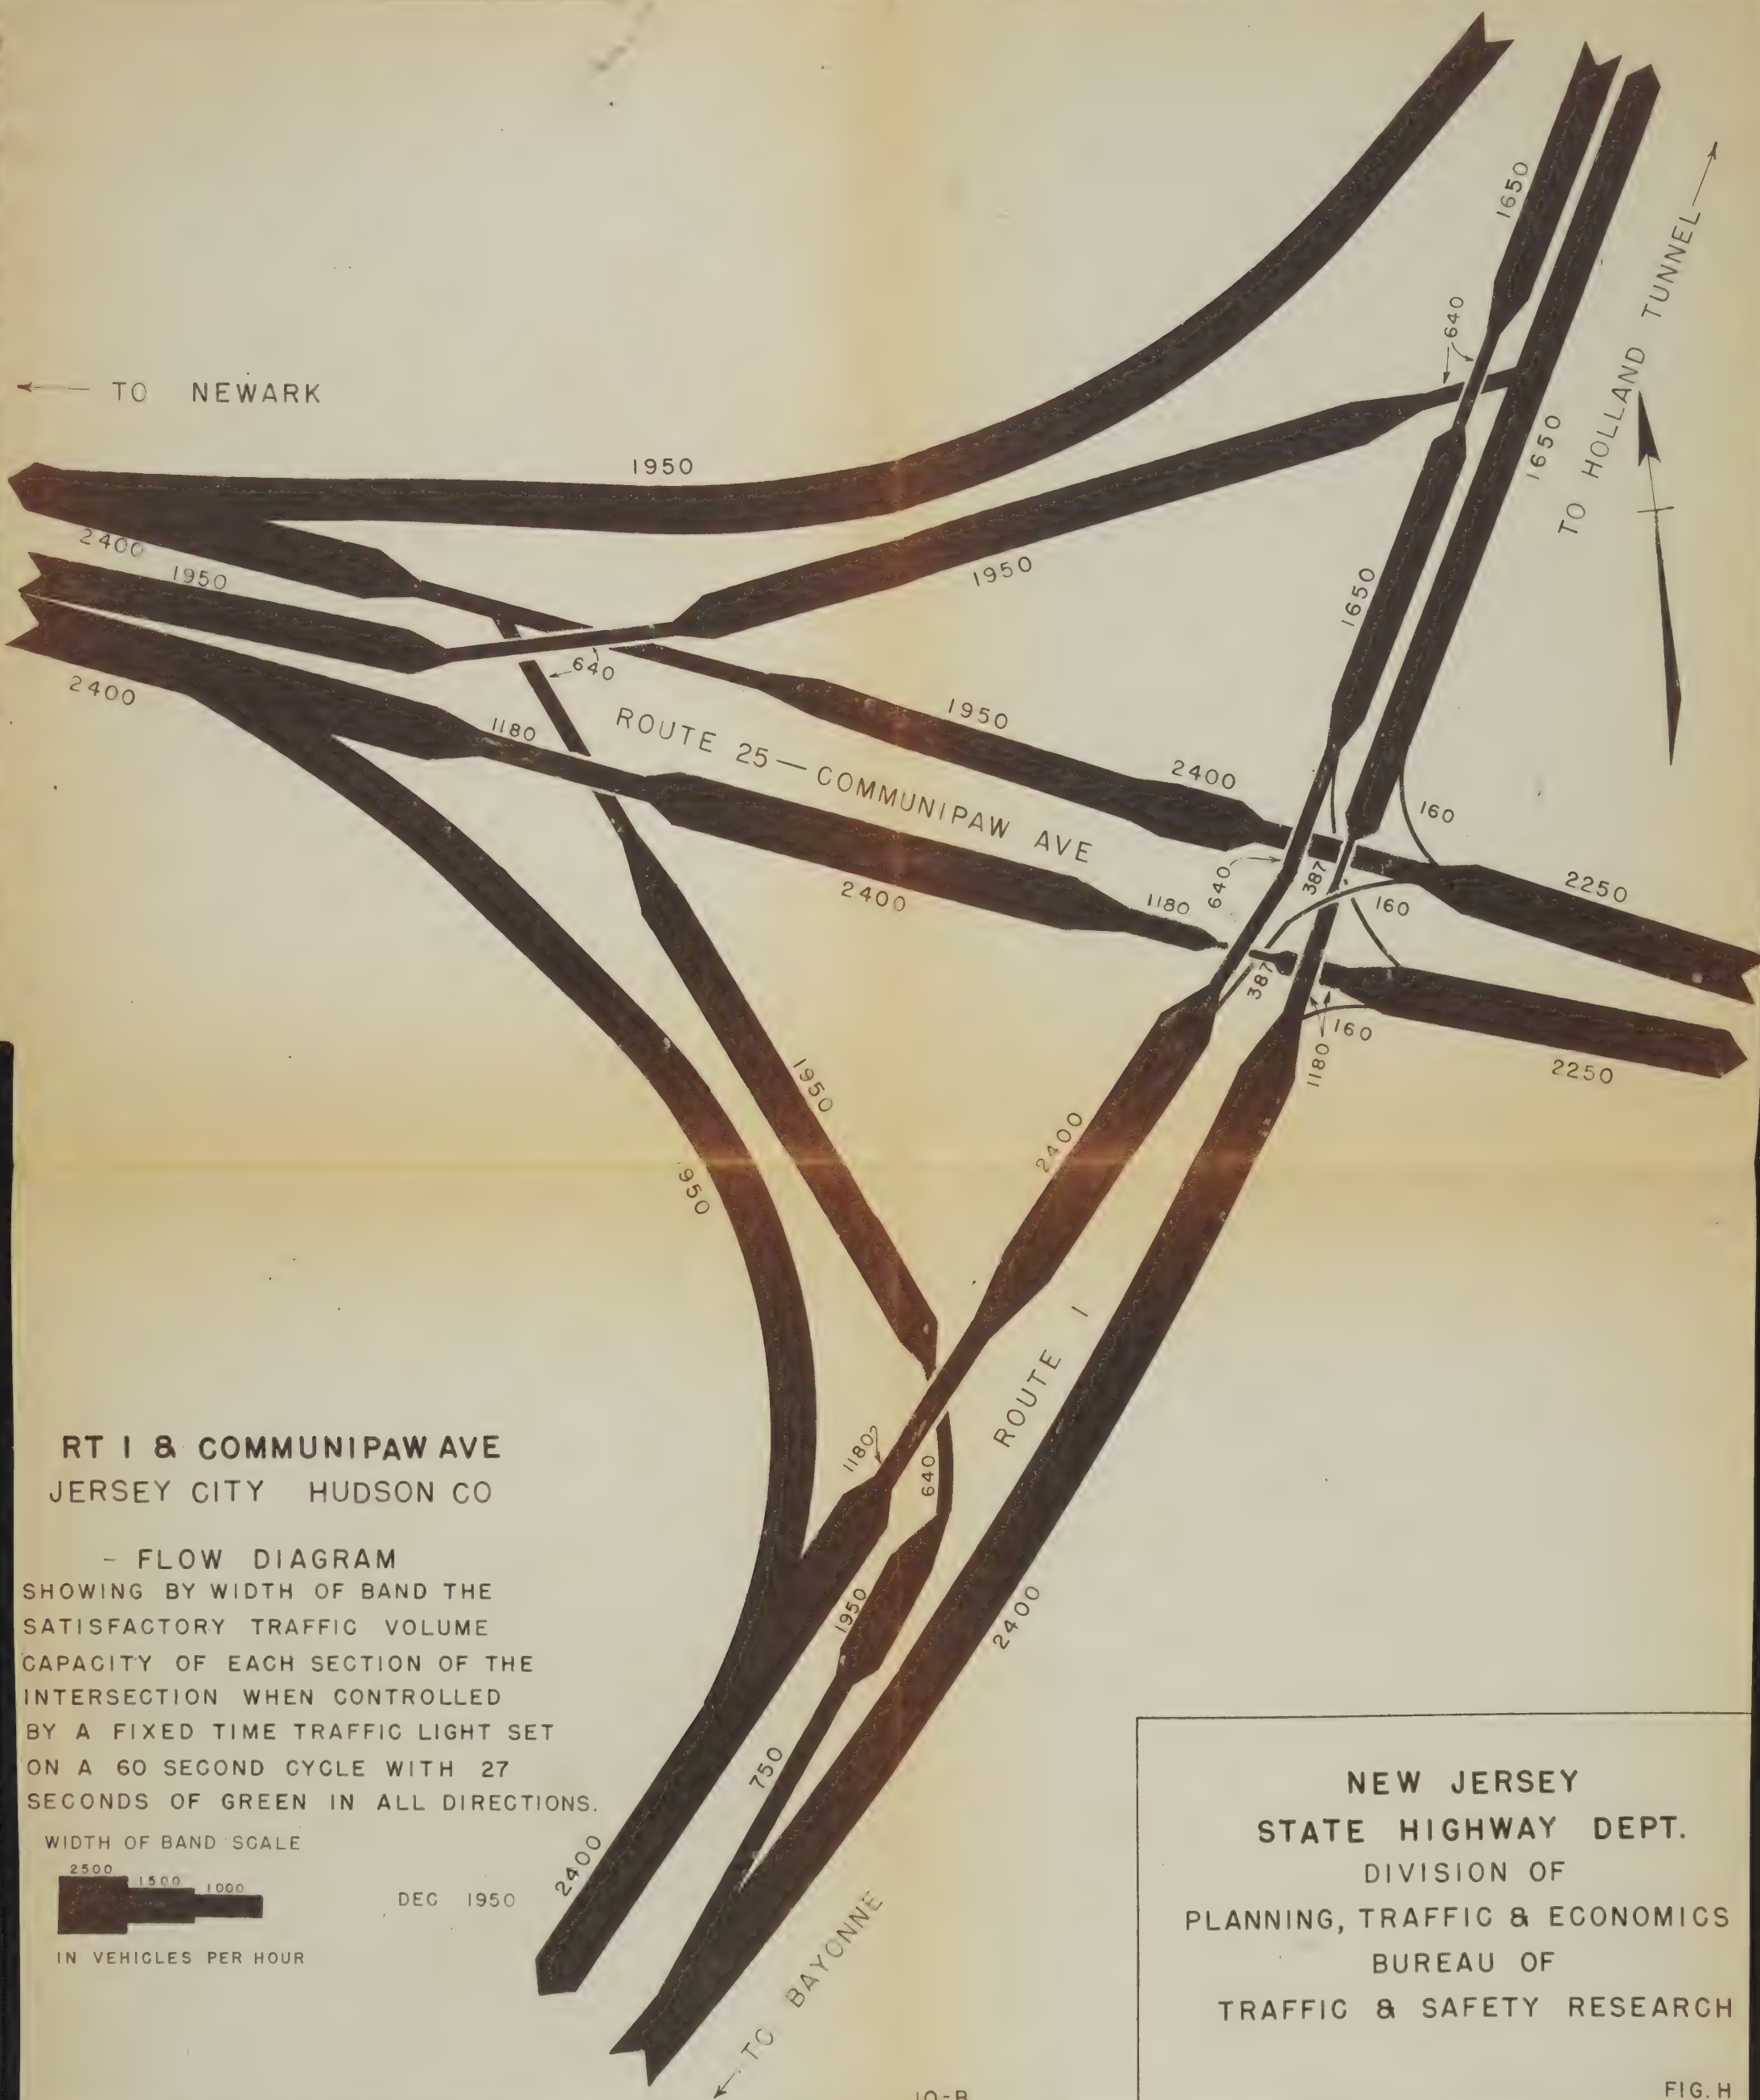 1650
640
TO HOLLAND TUNNEL
← TO NEWARK
1950
1650
2400
1950
1950
1650
640
2400
1180
ROUTE 25 — COMMUNIPAW AVE
1950
2400
160
2400
1180
640
387
160
2250
387
160
1180
2250
1950
2400
950
ROUTE 1
1180
640
RT 1 & COMMUNIPAW AVE
JERSEY CITY HUDSON CO
- FLOW DIAGRAM
SHOWING BY WIDTH OF BAND THE
SATISFACTORY TRAFFIC VOLUME
CAPACITY OF EACH SECTION OF THE
INTERSECTION WHEN CONTROLLED
BY A FIXED TIME TRAFFIC LIGHT SET
ON A 60 SECOND CYCLE WITH 27
SECONDS OF GREEN IN ALL DIRECTIONS.
WIDTH OF BAND SCALE
2500 1500 1000
IN VEHICLES PER HOUR
DEC 1950
1950
2400
750
2400
← TO BAYONNE
NEW JERSEY
STATE HIGHWAY DEPT.
DIVISION OF
PLANNING, TRAFFIC & ECONOMICS
BUREAU OF
TRAFFIC & SAFETY RESEARCH
FIG. H
10-B